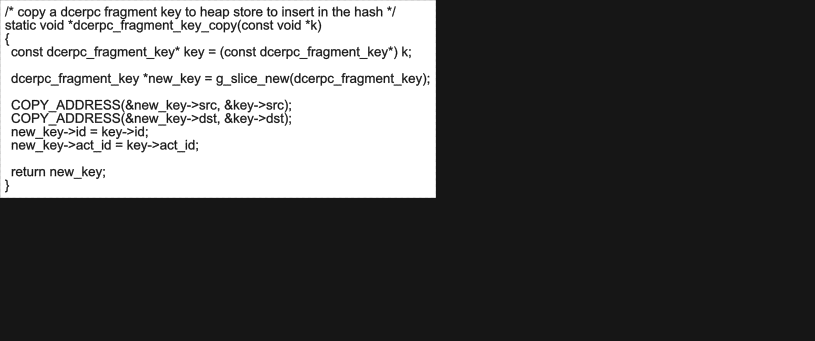 /* copy a dcerpc fragment key to heap store to insert in the hash */
static void *dcerpc_fragment_key_copy(const void *k)
{
  const dcerpc_fragment_key* key = (const dcerpc_fragment_key*) k;

  dcerpc_fragment_key *new_key = g_slice_new(dcerpc_fragment_key);

  COPY_ADDRESS(&new_key->src, &key->src);
  COPY_ADDRESS(&new_key->dst, &key->dst);
  new_key->id = key->id;
  new_key->act_id = key->act_id;

  return new_key;
}